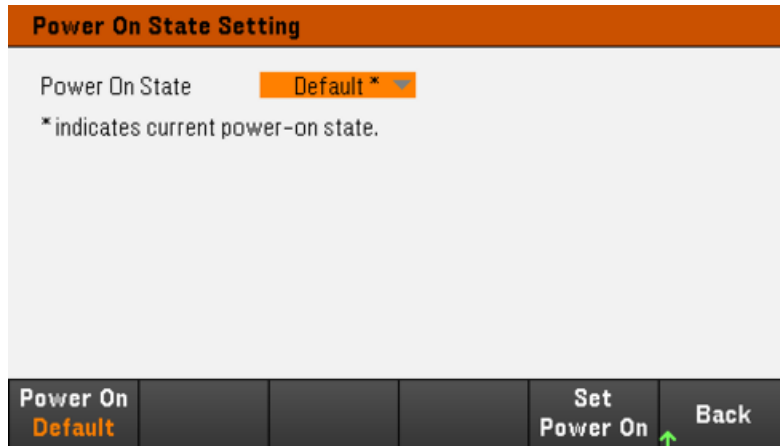 Power On State Setting
Power On State Default *
* indicates current power-on state.
Power On
Default
Set
Power On
Back